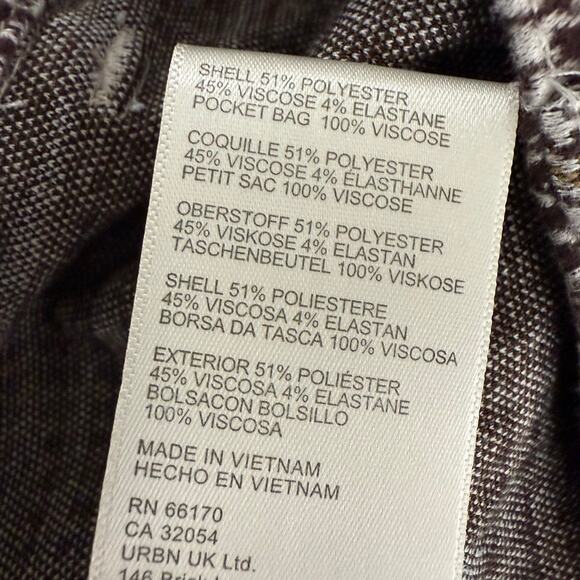 SHELL 51% POLYESTER
45% VISCOSE 4% ELASTANE
POCKET BAG 100% VISCOSE
COQUILLE 51% POLYESTER
45% VISCOSE 4% ÉLASTHANNE
PETIT SAC 100% VISCOSE
OBERSTOFF 51% POLYESTER
45% VISKOSE 4% ELASTAN
TASCHENBEUTEL 100% VISKOSE
SHELL 51% POLIESTERE
45% VISCOSA 4% ELASTAN
BORSA DA TASCA 100% VISCOSA
EXTERIOR 51% POLIÉSTER
45% VISCOSA 4% ELASTANE
BOLSACON BOLSILLO
100% VISCOSA
MADE IN VIETNAM
HECHO EN VIETNAM
RN 66170
CA 32054
URBN UK Ltd.
146